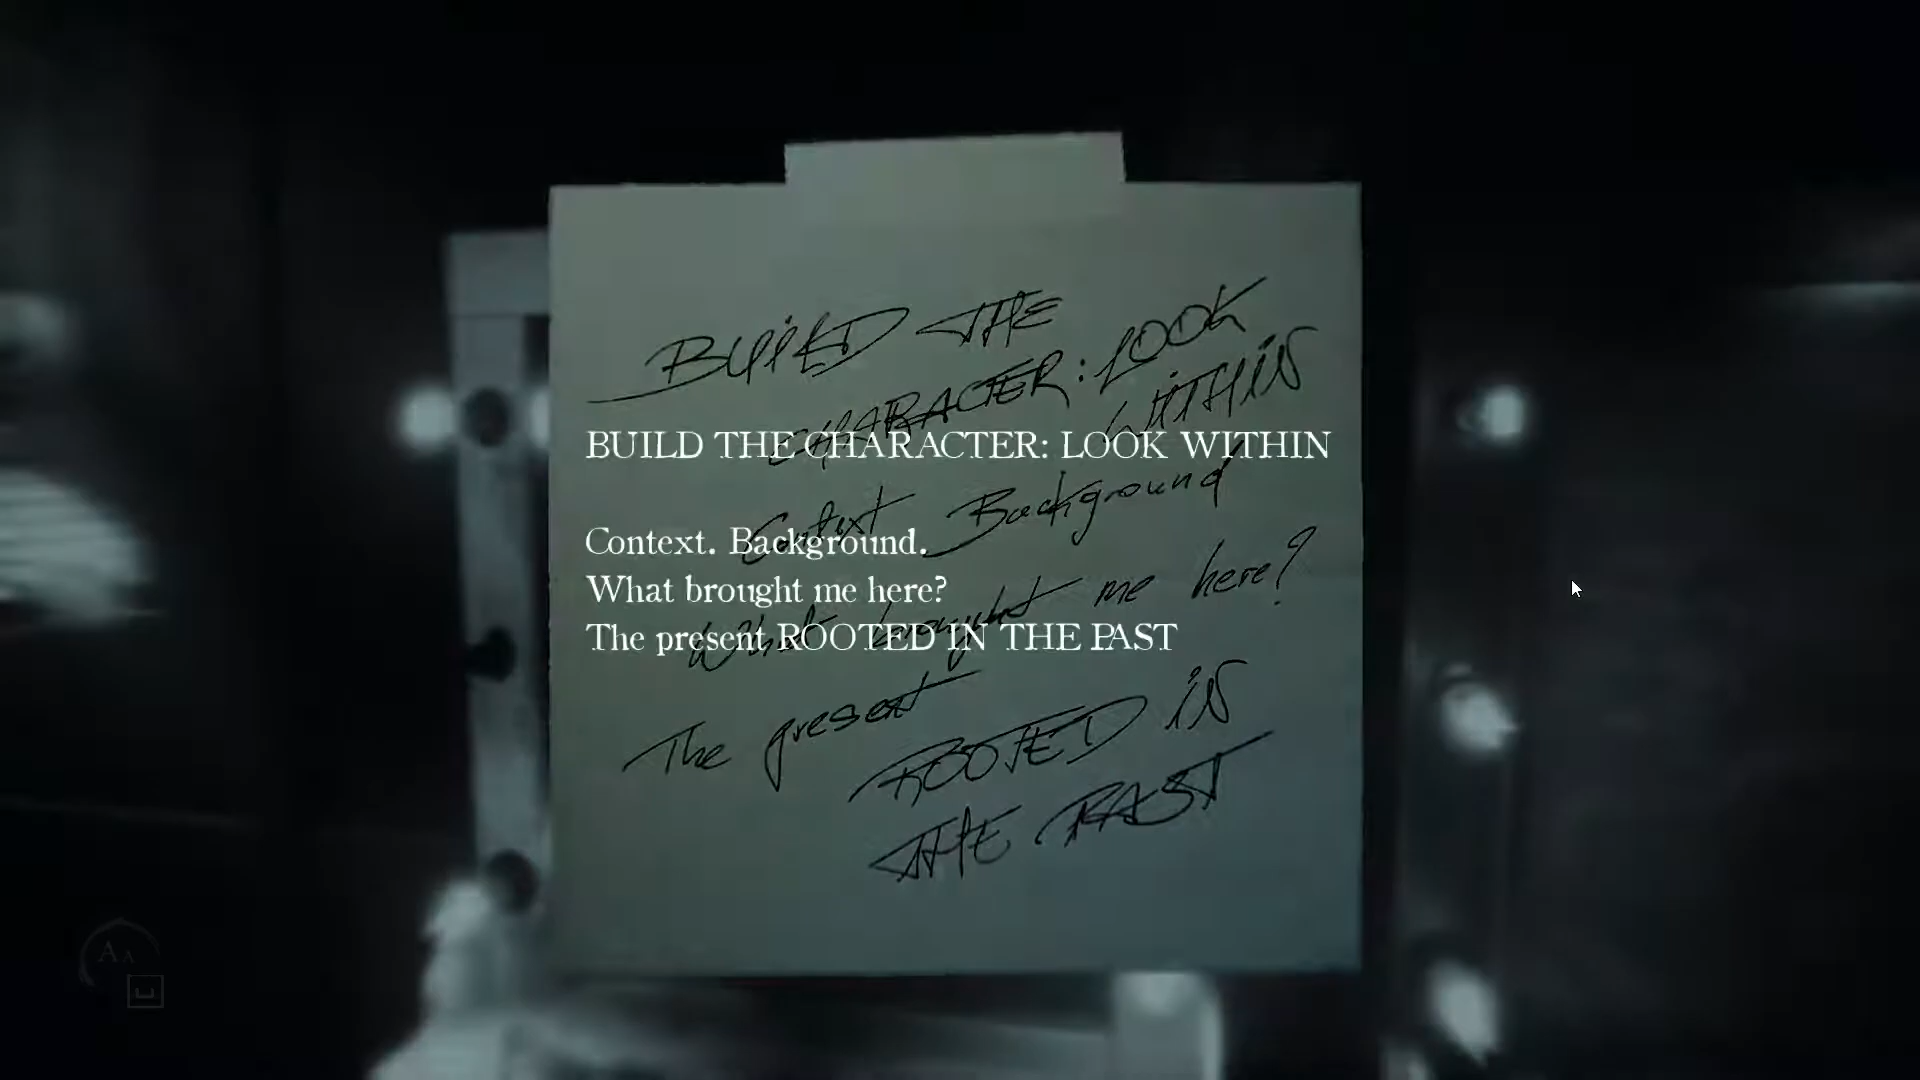 BUILD THE
CHARACTER: LOOK
WITHIN
Context Background
What brought me here?
The present
ROOTED IN
THE PAST
BUILD THE CHARACTER: LOOK WITHIN
Context. Background.
What brought me here?
The present ROOTED IN THE PAST
AA